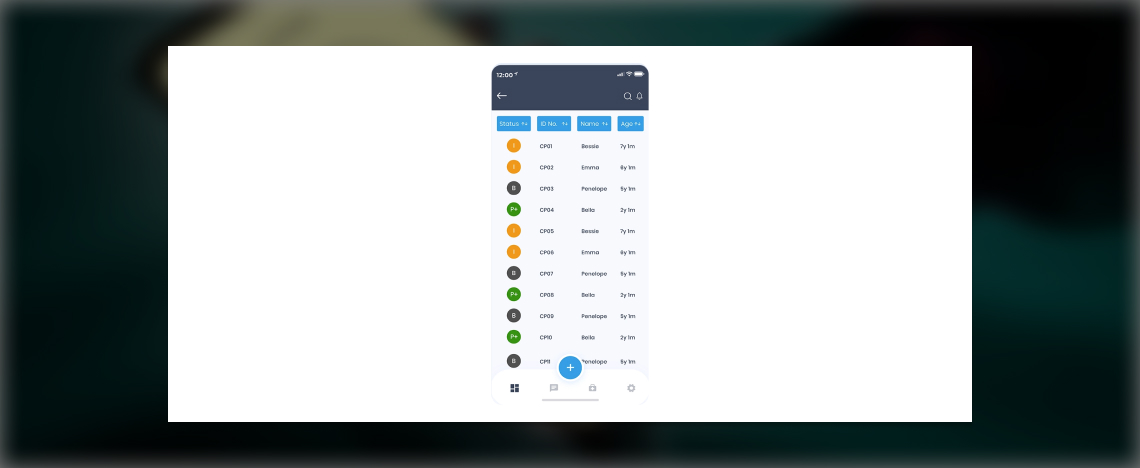 12:00
Status ID No. Name Age
I CP01 Bessie 7y 1m
I CP02 Emma 6y 1m
B CP03 Penelope 5y 1m
P+ CP04 Bella 2y 1m
I CP05 Bessie 7y 1m
I CP06 Emma 6y 1m
B CP07 Penelope 5y 1m
P+ CP08 Bella 2y 1m
B CP09 Penelope 5y 1m
P+ CP10 Bella 2y 1m
B CP11 Penelope 5y 1m